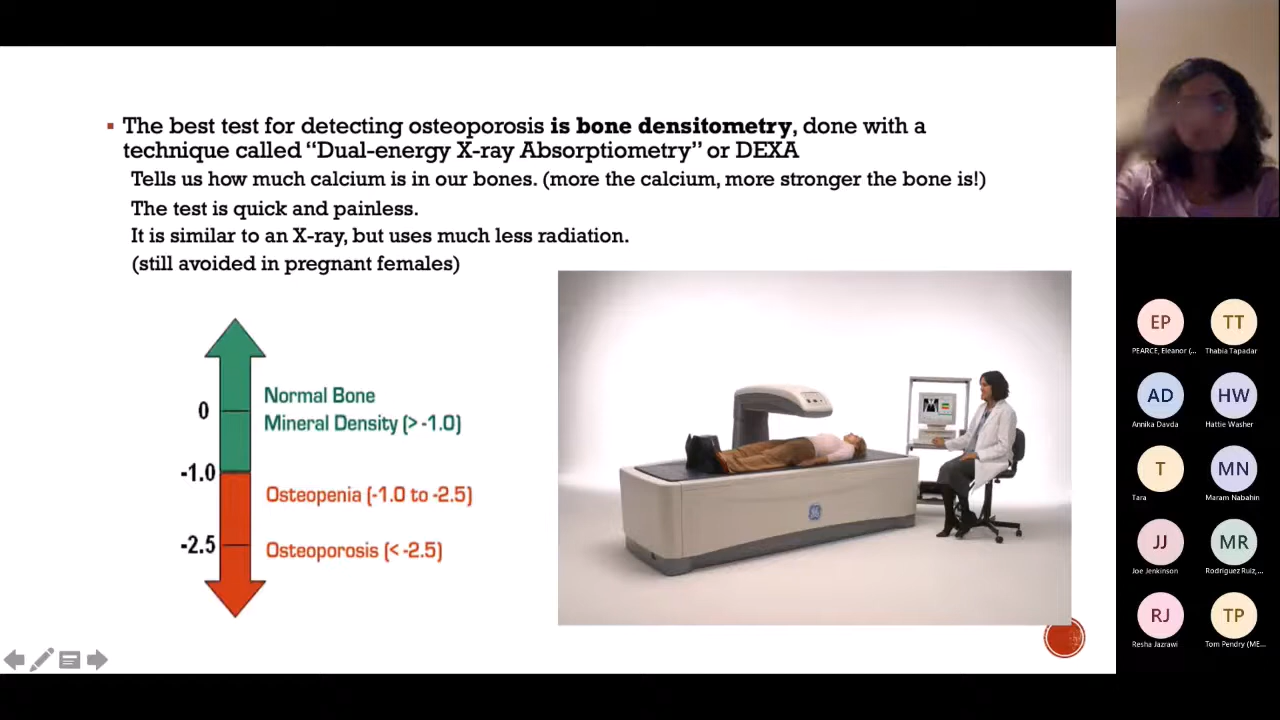 The best test for detecting osteoporosis is bone densitometry, done with a
technique called “Dual-energy X-ray Absorptiometry” or DEXA
Tells us how much calcium is in our bones. (more the calcium, more stronger the bone is!)
The test is quick and painless.
It is similar to an X-ray, but uses much less radiation.
(still avoided in pregnant females)
0
-1.0
-2.5
Normal Bone
Mineral Density (> -1.0)
Osteopenia (-1.0 to -2.5)
Osteoporosis (< -2.5)
EP
PEARCE, Eleanor (...
TT
Thabia Tapadar
AD
Annika Davda
HW
Hattie Washer
T
Tara
MN
Maram Nabahin
JJ
Joe Jenkinson
MR
Rodriguez Ruiz,...
RJ
Resha Jazrawi
TP
Tom Pendry (ME...